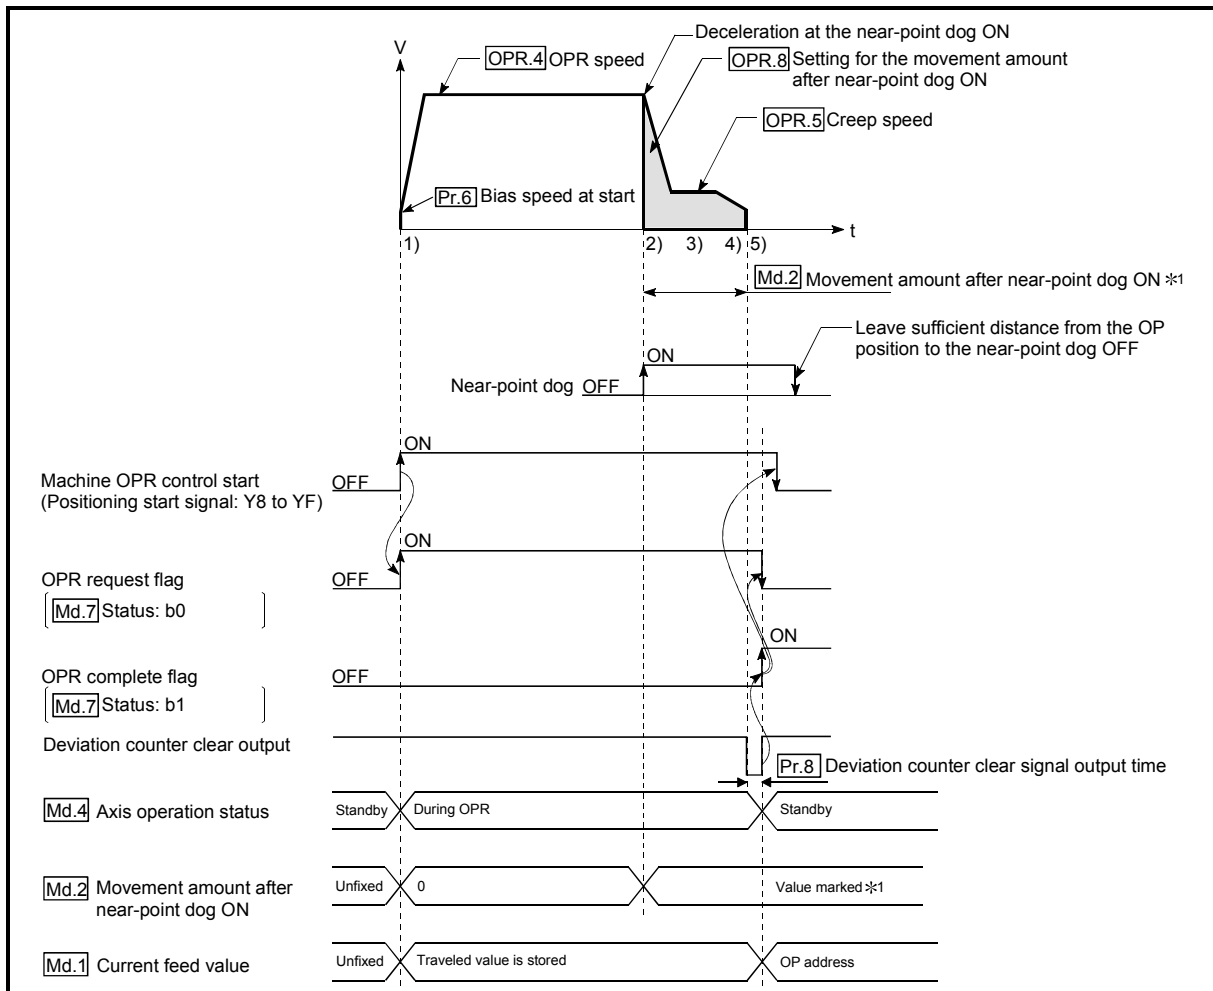 Deceleration at the near-point dog ON
V
OPR.4 OPR speed
OPR.8 Setting for the movement amount
after near-point dog ON
OPR.5 Creep speed
Pr.6 Bias speed at start
t
1) 2) 3) 4) 5)
Md.2 Movement amount after near-point dog ON *1
Leave sufficient distance from the OP
position to the near-point dog OFF
ON
Near-point dog OFF
ON
Machine OPR control start
(Positioning start signal: Y8 to YF)
OFF
ON
OPR request flag
OFF
Md.7 Status: b0
ON
OPR complete flag
OFF
Md.7 Status: b1
Deviation counter clear output
Pr.8 Deviation counter clear signal output time
Md.4 Axis operation status Standby During OPR Standby
Md.2 Movement amount after
near-point dog ON
Unfixed 0 Value marked *1
Md.1 Current feed value Unfixed Traveled value is stored OP address